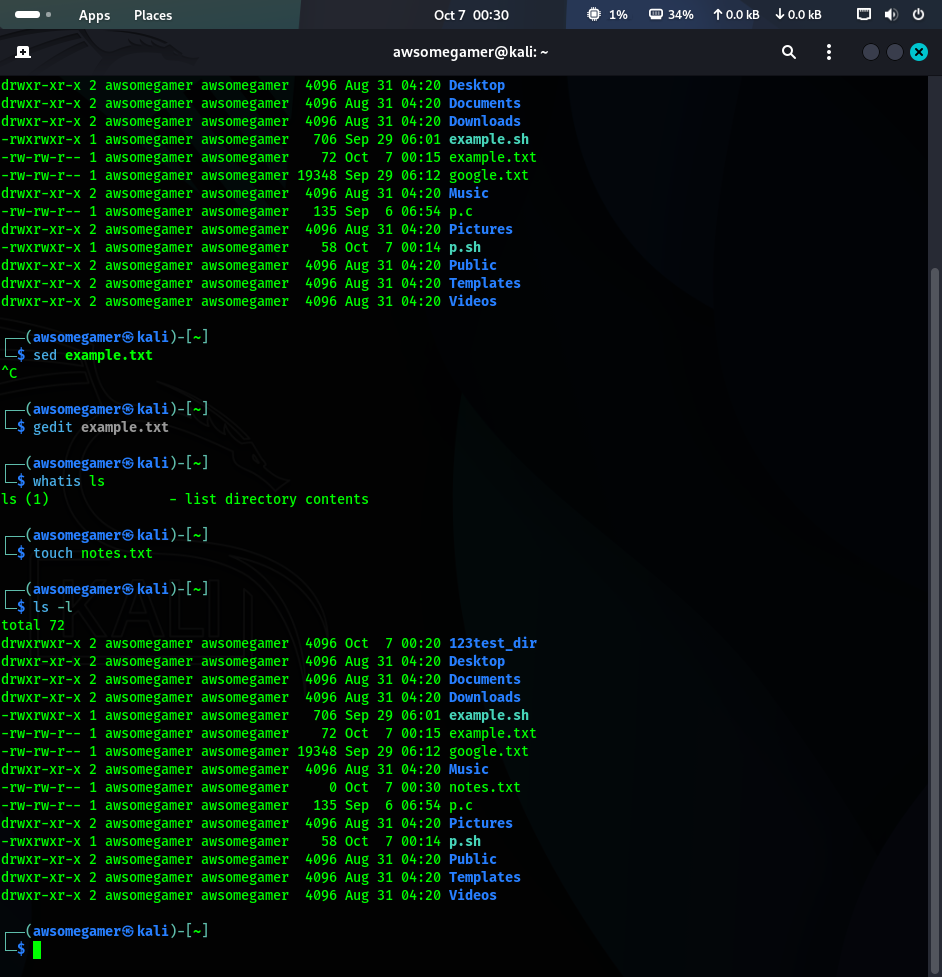 Apps Places Oct 7 00:30 1% 34% ↑ 0.0 kB ↓ 0.0 kB
awsomegamer@kali: ~
drwxr-xr-x 2 awsomegamer awsomegamer  4096 Aug 31 04:20 Desktop
drwxr-xr-x 2 awsomegamer awsomegamer  4096 Aug 31 04:20 Documents
drwxr-xr-x 2 awsomegamer awsomegamer  4096 Aug 31 04:20 Downloads
-rwxrwxr-x 1 awsomegamer awsomegamer   706 Sep 29 06:01 example.sh
-rw-rw-r-- 1 awsomegamer awsomegamer    72 Oct  7 00:15 example.txt
-rw-rw-r-- 1 awsomegamer awsomegamer 19348 Sep 29 06:12 google.txt
drwxr-xr-x 2 awsomegamer awsomegamer  4096 Aug 31 04:20 Music
-rw-rw-r-- 1 awsomegamer awsomegamer   135 Sep  6 06:54 p.c
drwxr-xr-x 2 awsomegamer awsomegamer  4096 Aug 31 04:20 Pictures
-rwxrwxr-x 1 awsomegamer awsomegamer    58 Oct  7 00:14 p.sh
drwxr-xr-x 2 awsomegamer awsomegamer  4096 Aug 31 04:20 Public
drwxr-xr-x 2 awsomegamer awsomegamer  4096 Aug 31 04:20 Templates
drwxr-xr-x 2 awsomegamer awsomegamer  4096 Aug 31 04:20 Videos
┌──(awsomegamer㉿kali)-[~]
└─$ sed example.txt
^C
┌──(awsomegamer㉿kali)-[~]
└─$ gedit example.txt
┌──(awsomegamer㉿kali)-[~]
└─$ whatis ls
ls (1)               - list directory contents
┌──(awsomegamer㉿kali)-[~]
└─$ touch notes.txt
┌──(awsomegamer㉿kali)-[~]
└─$ ls -l
total 72
drwxrwxr-x 2 awsomegamer awsomegamer  4096 Oct  7 00:20 123test_dir
drwxr-xr-x 2 awsomegamer awsomegamer  4096 Aug 31 04:20 Desktop
drwxr-xr-x 2 awsomegamer awsomegamer  4096 Aug 31 04:20 Documents
drwxr-xr-x 2 awsomegamer awsomegamer  4096 Aug 31 04:20 Downloads
-rwxrwxr-x 1 awsomegamer awsomegamer   706 Sep 29 06:01 example.sh
-rw-rw-r-- 1 awsomegamer awsomegamer    72 Oct  7 00:15 example.txt
-rw-rw-r-- 1 awsomegamer awsomegamer 19348 Sep 29 06:12 google.txt
drwxr-xr-x 2 awsomegamer awsomegamer  4096 Aug 31 04:20 Music
-rw-rw-r-- 1 awsomegamer awsomegamer     0 Oct  7 00:30 notes.txt
-rw-rw-r-- 1 awsomegamer awsomegamer   135 Sep  6 06:54 p.c
drwxr-xr-x 2 awsomegamer awsomegamer  4096 Aug 31 04:20 Pictures
-rwxrwxr-x 1 awsomegamer awsomegamer    58 Oct  7 00:14 p.sh
drwxr-xr-x 2 awsomegamer awsomegamer  4096 Aug 31 04:20 Public
drwxr-xr-x 2 awsomegamer awsomegamer  4096 Aug 31 04:20 Templates
drwxr-xr-x 2 awsomegamer awsomegamer  4096 Aug 31 04:20 Videos
┌──(awsomegamer㉿kali)-[~]
└─$
KALI